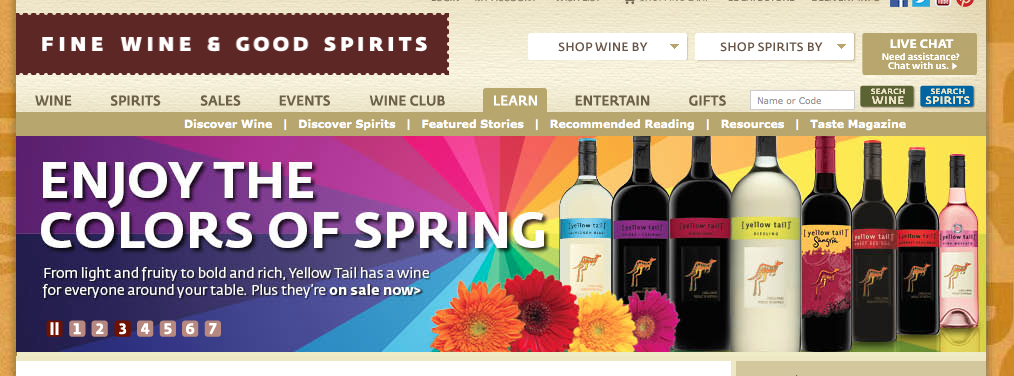 FINE WINE & GOOD SPIRITS
SHOP WINE BY
SHOP SPIRITS BY
LIVE CHAT
Need assistance?
Chat with us.
WINE SPIRITS SALES EVENTS WINE CLUB LEARN ENTERTAIN GIFTS
Name or Code
SEARCH
WINE
SEARCH
SPIRITS
Discover Wine | Discover Spirits | Featured Stories | Recommended Reading | Resources | Taste Magazine
ENJOY THE
COLORS OF SPRING
From light and fruity to bold and rich, Yellow Tail has a wine
for everyone around your table. Plus they're on sale now>
1 2 3 4 5 6 7
[yellow tail]
[yellow tail]
[yellow tail]
[yellow tail]
RIESLING
[yellow tail]
Sangria
[yellow tail]
[yellow tail]
[yellow tail]